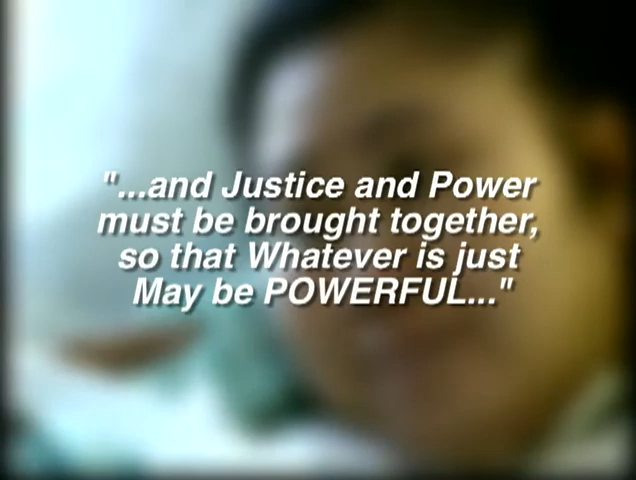 "...and Justice and Power
must be brought together,
so that Whatever is just
May be POWERFUL..."